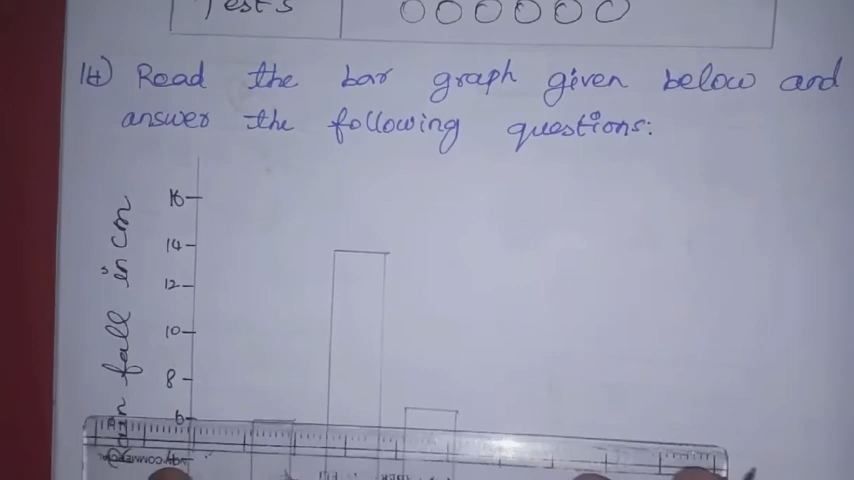 Tests
14) Read the bar graph given below and
answer the following questions:
Rain fall in cm
16
14
12
10
8
6